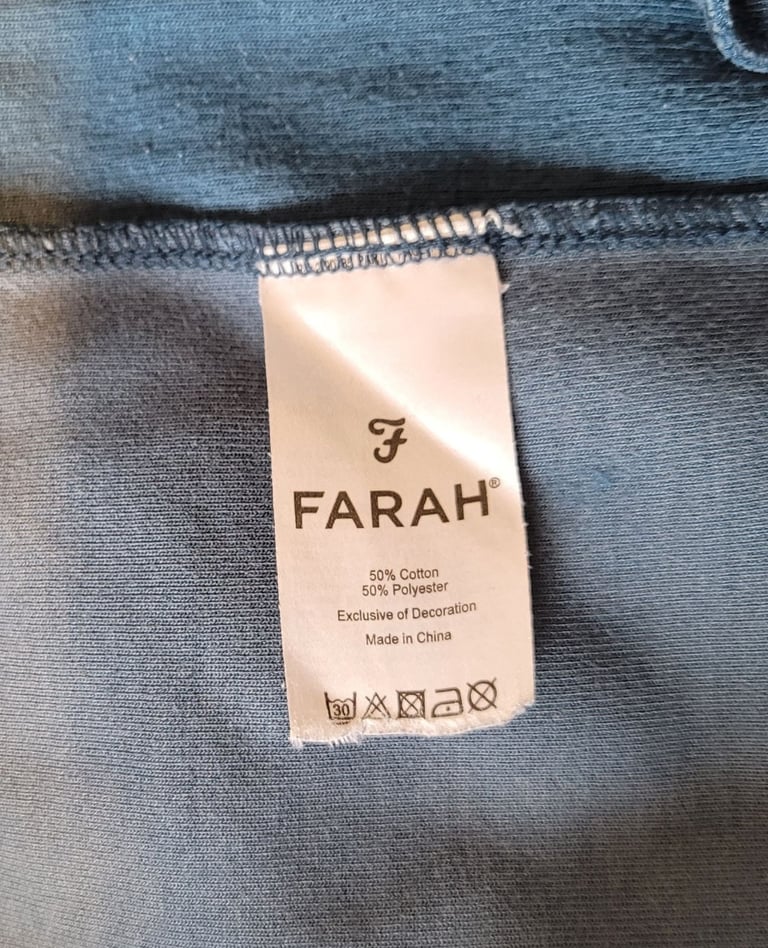 F
FARAH®
50% Cotton
50% Polyester
Exclusive of Decoration
Made in China
30